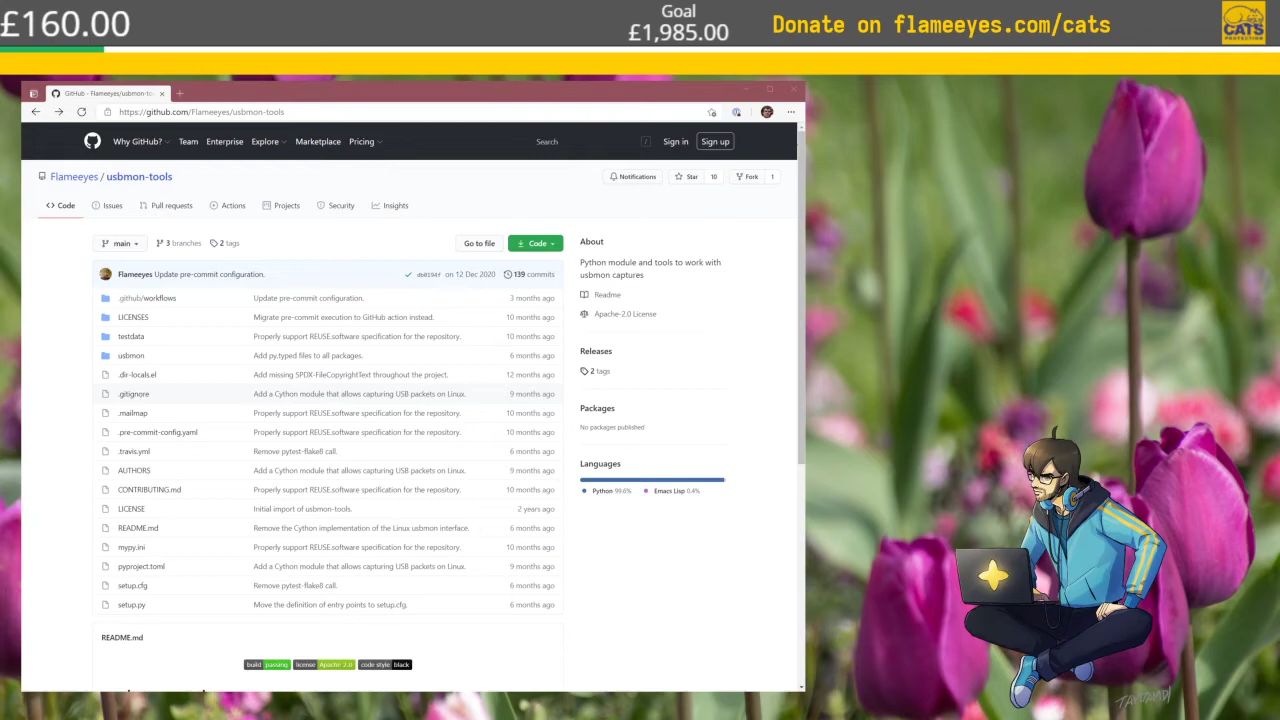 £160.00
Goal
£1,985.00
Donate on flameeyes.com/cats
CATS
PROTECTION
GitHub - Flameeyes/usbmon-to
https://github.com/Flameeyes/usbmon-tools
Why GitHub?
Team
Enterprise
Explore
Marketplace
Pricing
Search
/
Sign in
Sign up
Flameeyes / usbmon-tools
Notifications
Star 10
Fork 1
Code
Issues
Pull requests
Actions
Projects
Security
Insights
main
3 branches
2 tags
Go to file
Code
Flameeyes Update pre-commit configuration. on 12 Dec 2020 139 commits
.github/workflows Update pre-commit configuration. 3 months ago
LICENSES Migrate pre-commit execution to GitHub action instead. 10 months ago
testdata Properly support REUSE.software specification for the repository. 10 months ago
usbmon Add py.typed files to all packages. 6 months ago
.dir-locals.el Add missing SPDX-FileCopyrightText throughout the project. 12 months ago
.gitignore Add a Cython module that allows capturing USB packets on Linux. 9 months ago
.mailmap Properly support REUSE.software specification for the repository. 10 months ago
.pre-commit-config.yaml Properly support REUSE.software specification for the repository. 10 months ago
.travis.yml Remove pytest-flake8 call. 6 months ago
AUTHORS Add a Cython module that allows capturing USB packets on Linux. 9 months ago
CONTRIBUTING.md Properly support REUSE.software specification for the repository. 10 months ago
LICENSE Initial import of usbmon-tools. 2 years ago
README.md Remove the Cython implementation of the Linux usbmon interface. 6 months ago
mypy.ini Properly support REUSE.software specification for the repository. 10 months ago
pyproject.toml Add a Cython module that allows capturing USB packets on Linux. 9 months ago
setup.cfg Remove pytest-flake8 call. 6 months ago
setup.py Move the definition of entry points to setup.cfg. 6 months ago
README.md
build passing license Apache-2.0 code style black
About
Python module and tools to work with
usbmon captures
Readme
Apache-2.0 License
Releases
2 tags
Packages
No packages published
Languages
Python 99.6% Emacs Lisp 0.4%